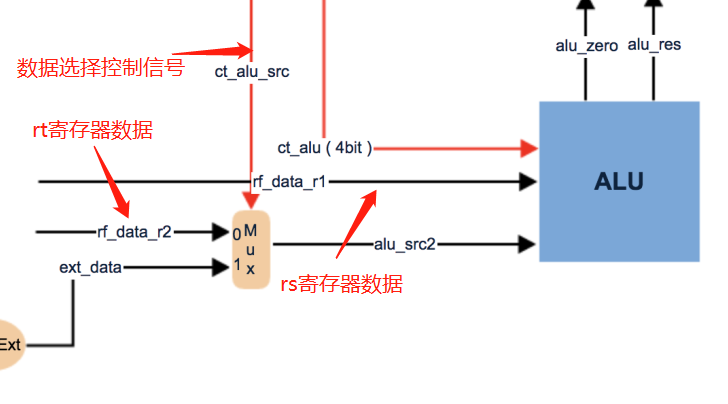 alu_zero
alu_res
数据选择控制信号
ct_alu_src
rt寄存器数据
ct_alu ( 4bit )
rf_data_r1
ALU
rf_data_r2
0
Mux
1
alu_src2
ext_data
rs寄存器数据
Ext